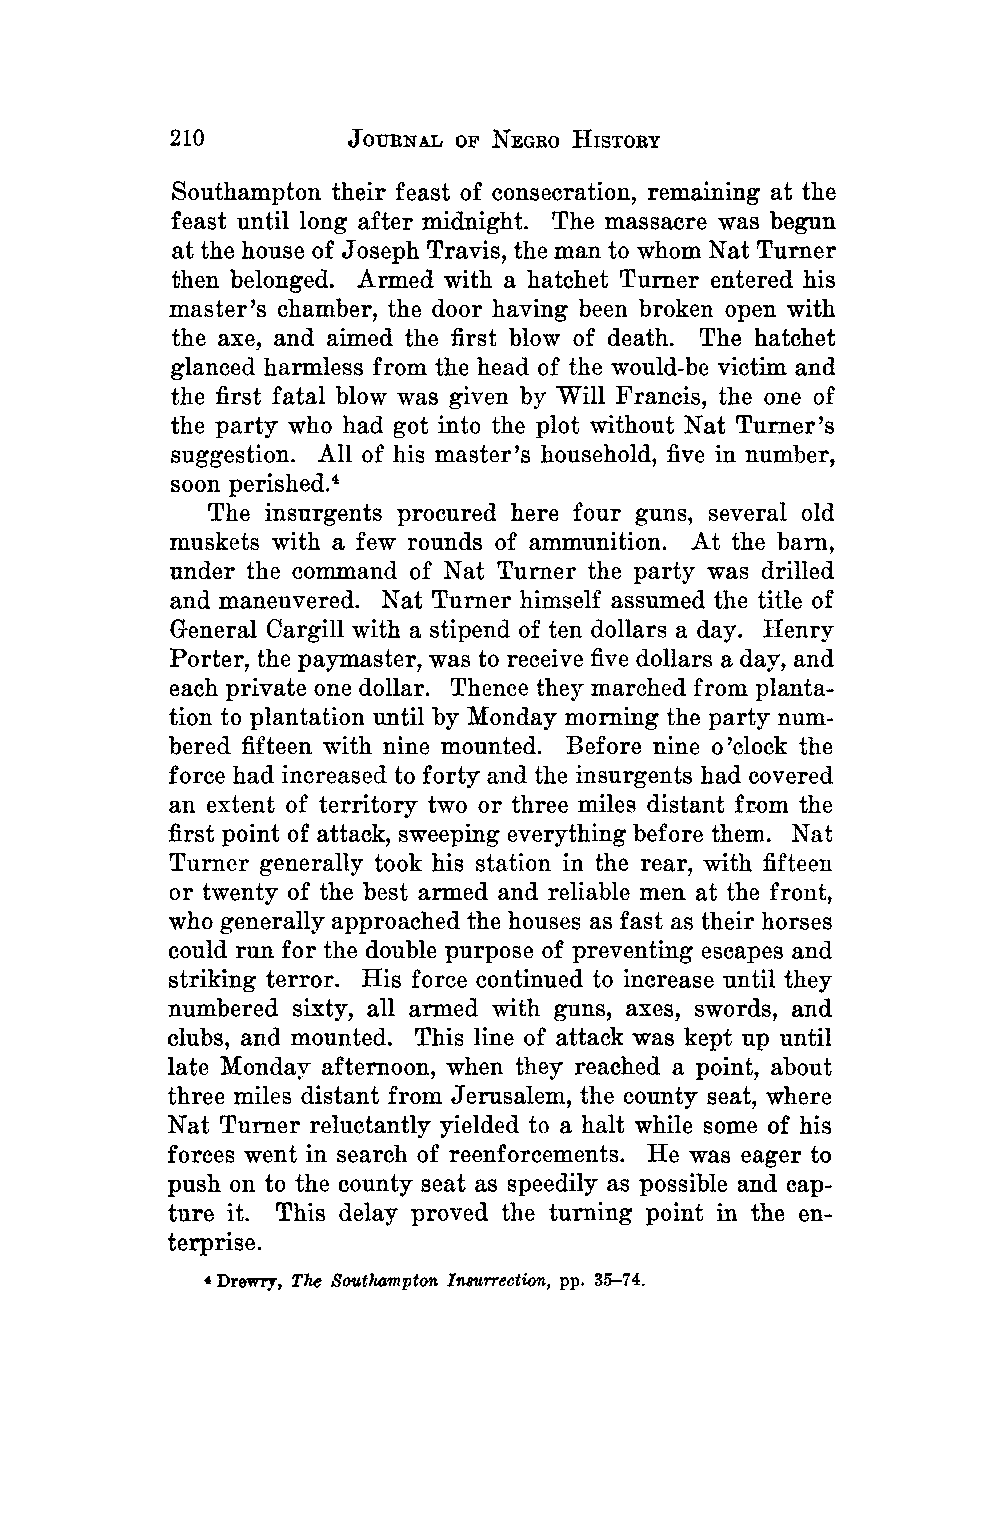 210 JOURNAL OF NEGRO HISTORY
Southampton their feast of consecration, remaining at the
feast until long after midnight. The massacre was begun
at the house of Joseph Travis, the man to whom Nat Turner
then belonged. Armed with a hatchet Turner entered his
master's chamber, the door having been broken open with
the axe, and aimed the first blow of death. The hatchet
glanced harmless from the head of the would-be victim and
the first fatal blow was given by Will Francis, the one of
the party who had got into the plot without Nat Turner's
suggestion. All of his master's household, five in number,
soon perished.⁴
The insurgents procured here four guns, several old
muskets with a few rounds of ammunition. At the barn,
under the command of Nat Turner the party was drilled
and maneuvered. Nat Turner himself assumed the title of
General Cargill with a stipend of ten dollars a day. Henry
Porter, the paymaster, was to receive five dollars a day, and
each private one dollar. Thence they marched from planta-
tion to plantation until by Monday morning the party num-
bered fifteen with nine mounted. Before nine o'clock the
force had increased to forty and the insurgents had covered
an extent of territory two or three miles distant from the
first point of attack, sweeping everything before them. Nat
Turner generally took his station in the rear, with fifteen
or twenty of the best armed and reliable men at the front,
who generally approached the houses as fast as their horses
could run for the double purpose of preventing escapes and
striking terror. His force continued to increase until they
numbered sixty, all armed with guns, axes, swords, and
clubs, and mounted. This line of attack was kept up until
late Monday afternoon, when they reached a point, about
three miles distant from Jerusalem, the county seat, where
Nat Turner reluctantly yielded to a halt while some of his
forces went in search of reenforcements. He was eager to
push on to the county seat as speedily as possible and cap-
ture it. This delay proved the turning point in the en-
terprise.
⁴ Drewry, The Southampton Insurrection, pp. 35–74.